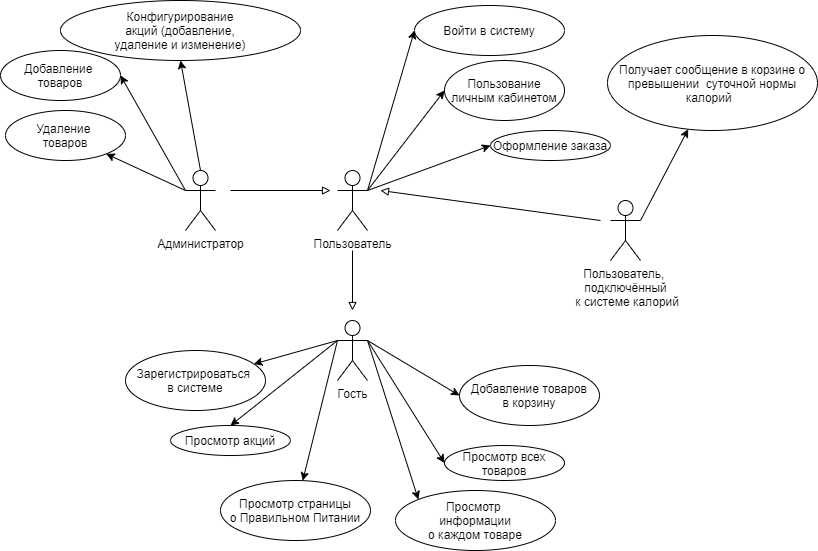 Конфигурирование
акций (добавление,
удаление и изменение)
Войти в систему
Добавление
товаров
Пользование
личным кабинетом
Получает сообщение в корзине о
превышении суточной нормы
калорий
Удаление
товаров
Оформление заказа
Администратор
Пользователь
Пользователь,
подключённый
к системе калорий
Зарегистрироваться
в системе
Гость
Добавление товаров
в корзину
Просмотр акций
Просмотр всех
товаров
Просмотр страницы
о Правильном Питании
Просмотр
информации
о каждом товаре